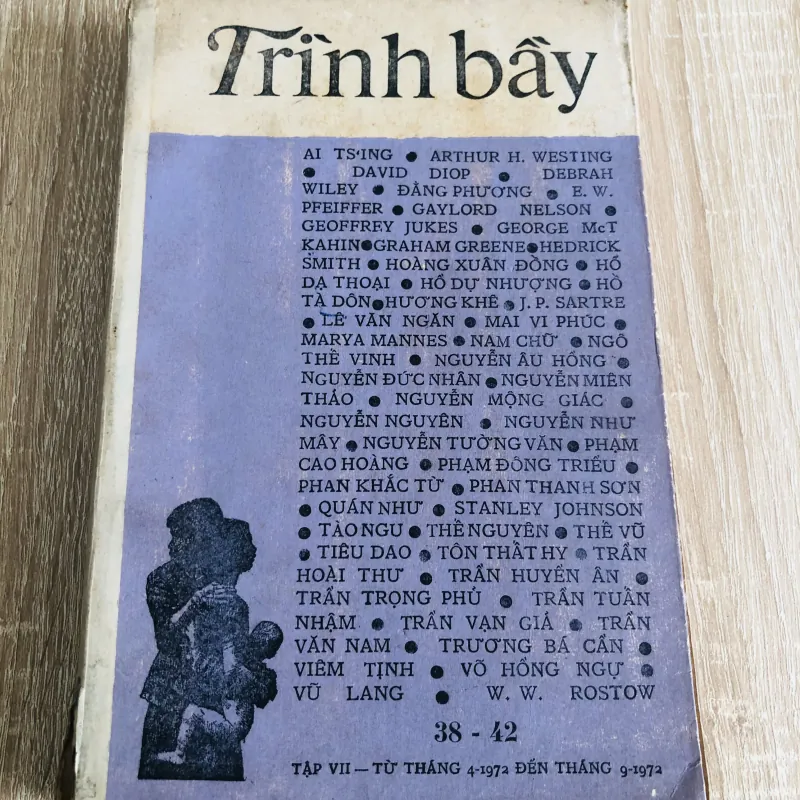 Trình bầy
AI TS'ING ● ARTHUR H. WESTING
● DAVID DIOP ● DEBRAH
WILEY ● ĐẰNG PHƯƠNG ● E. W.
PFEIFFER ● GAYLORD NELSON ●
GEOFFREY JUKES ● GEORGE McT
KAHIN ● GRAHAM GREENE ● HEDRICK
SMITH ● HOÀNG XUÂN ĐỒNG ● HỒ
DẠ THOẠI ● HỒ DỰ NHƯỢNG ● HỒ
TÀ DÔN ● HƯƠNG KHÊ ● J. P. SARTRE
● LÊ VĂN NGĂN ● MAI VI PHÚC ●
MARYA MANNES ● NAM CHỮ ● NGÔ
THẾ VINH ● NGUYỄN ÂU HỒNG ●
NGUYỄN ĐỨC NHÂN ● NGUYỄN MIÊN
THẢO ● NGUYỄN MỘNG GIÁC ●
NGUYỄN NGUYÊN ● NGUYỄN NHƯ
MÂY ● NGUYỄN TƯỜNG VĂN ● PHẠM
CAO HOÀNG ● PHẠM ĐÔNG TRIỀU ●
PHAN KHẮC TỪ ● PHAN THANH SƠN
● QUÁN NHƯ ● STANLEY JOHNSON
● TÀO NGU ● THẾ NGUYÊN ● THẾ VŨ
● TIÊU DAO ● TÔN THẤT HY ● TRẦN
HOÀI THƯ ● TRẦN HUYỀN ÂN ●
TRẦN TRỌNG PHỦ ● TRẦN TUẤN
NHẬM ● TRẦN VẠN GIẢ ● TRẦN
VĂN NAM ● TRƯƠNG BÁ CẦN ●
VIÊM TỊNH ● VÕ HỒNG NGỰ ●
VŨ LANG ● W. W. ROSTOW
38 - 42
TẬP VII — TỪ THÁNG 4-1972 ĐẾN THÁNG 9-1972